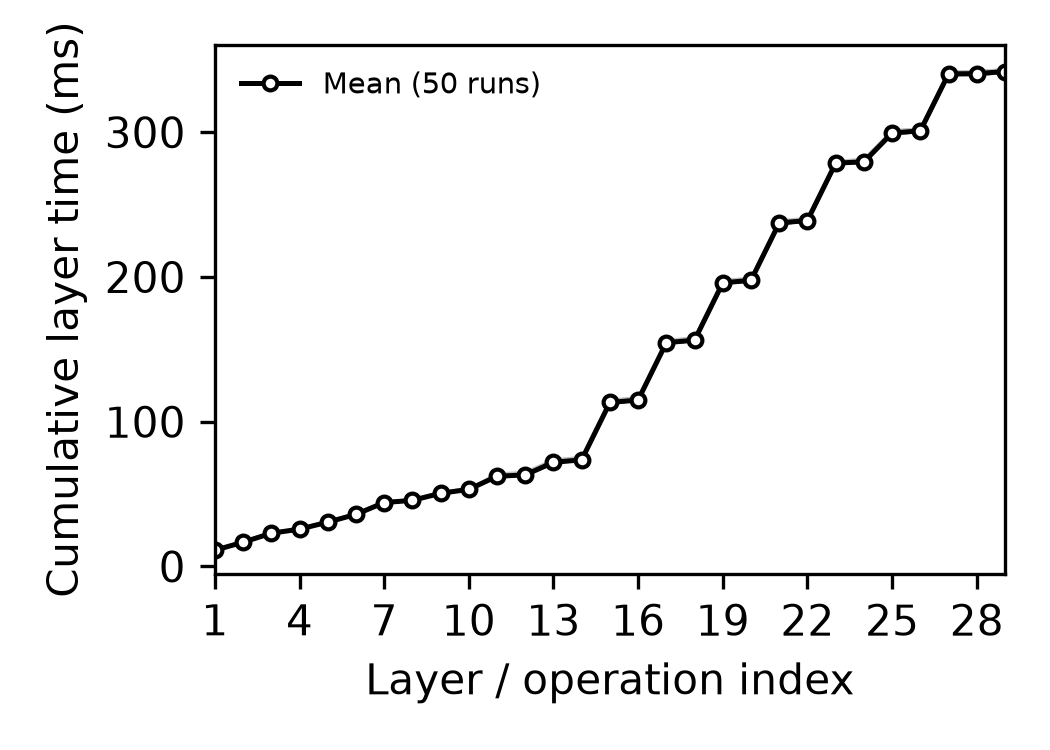 Cumulative layer time (ms)
Mean (50 runs)
300
200
100
0
1 4 7 10 13 16 19 22 25 28
Layer / operation index